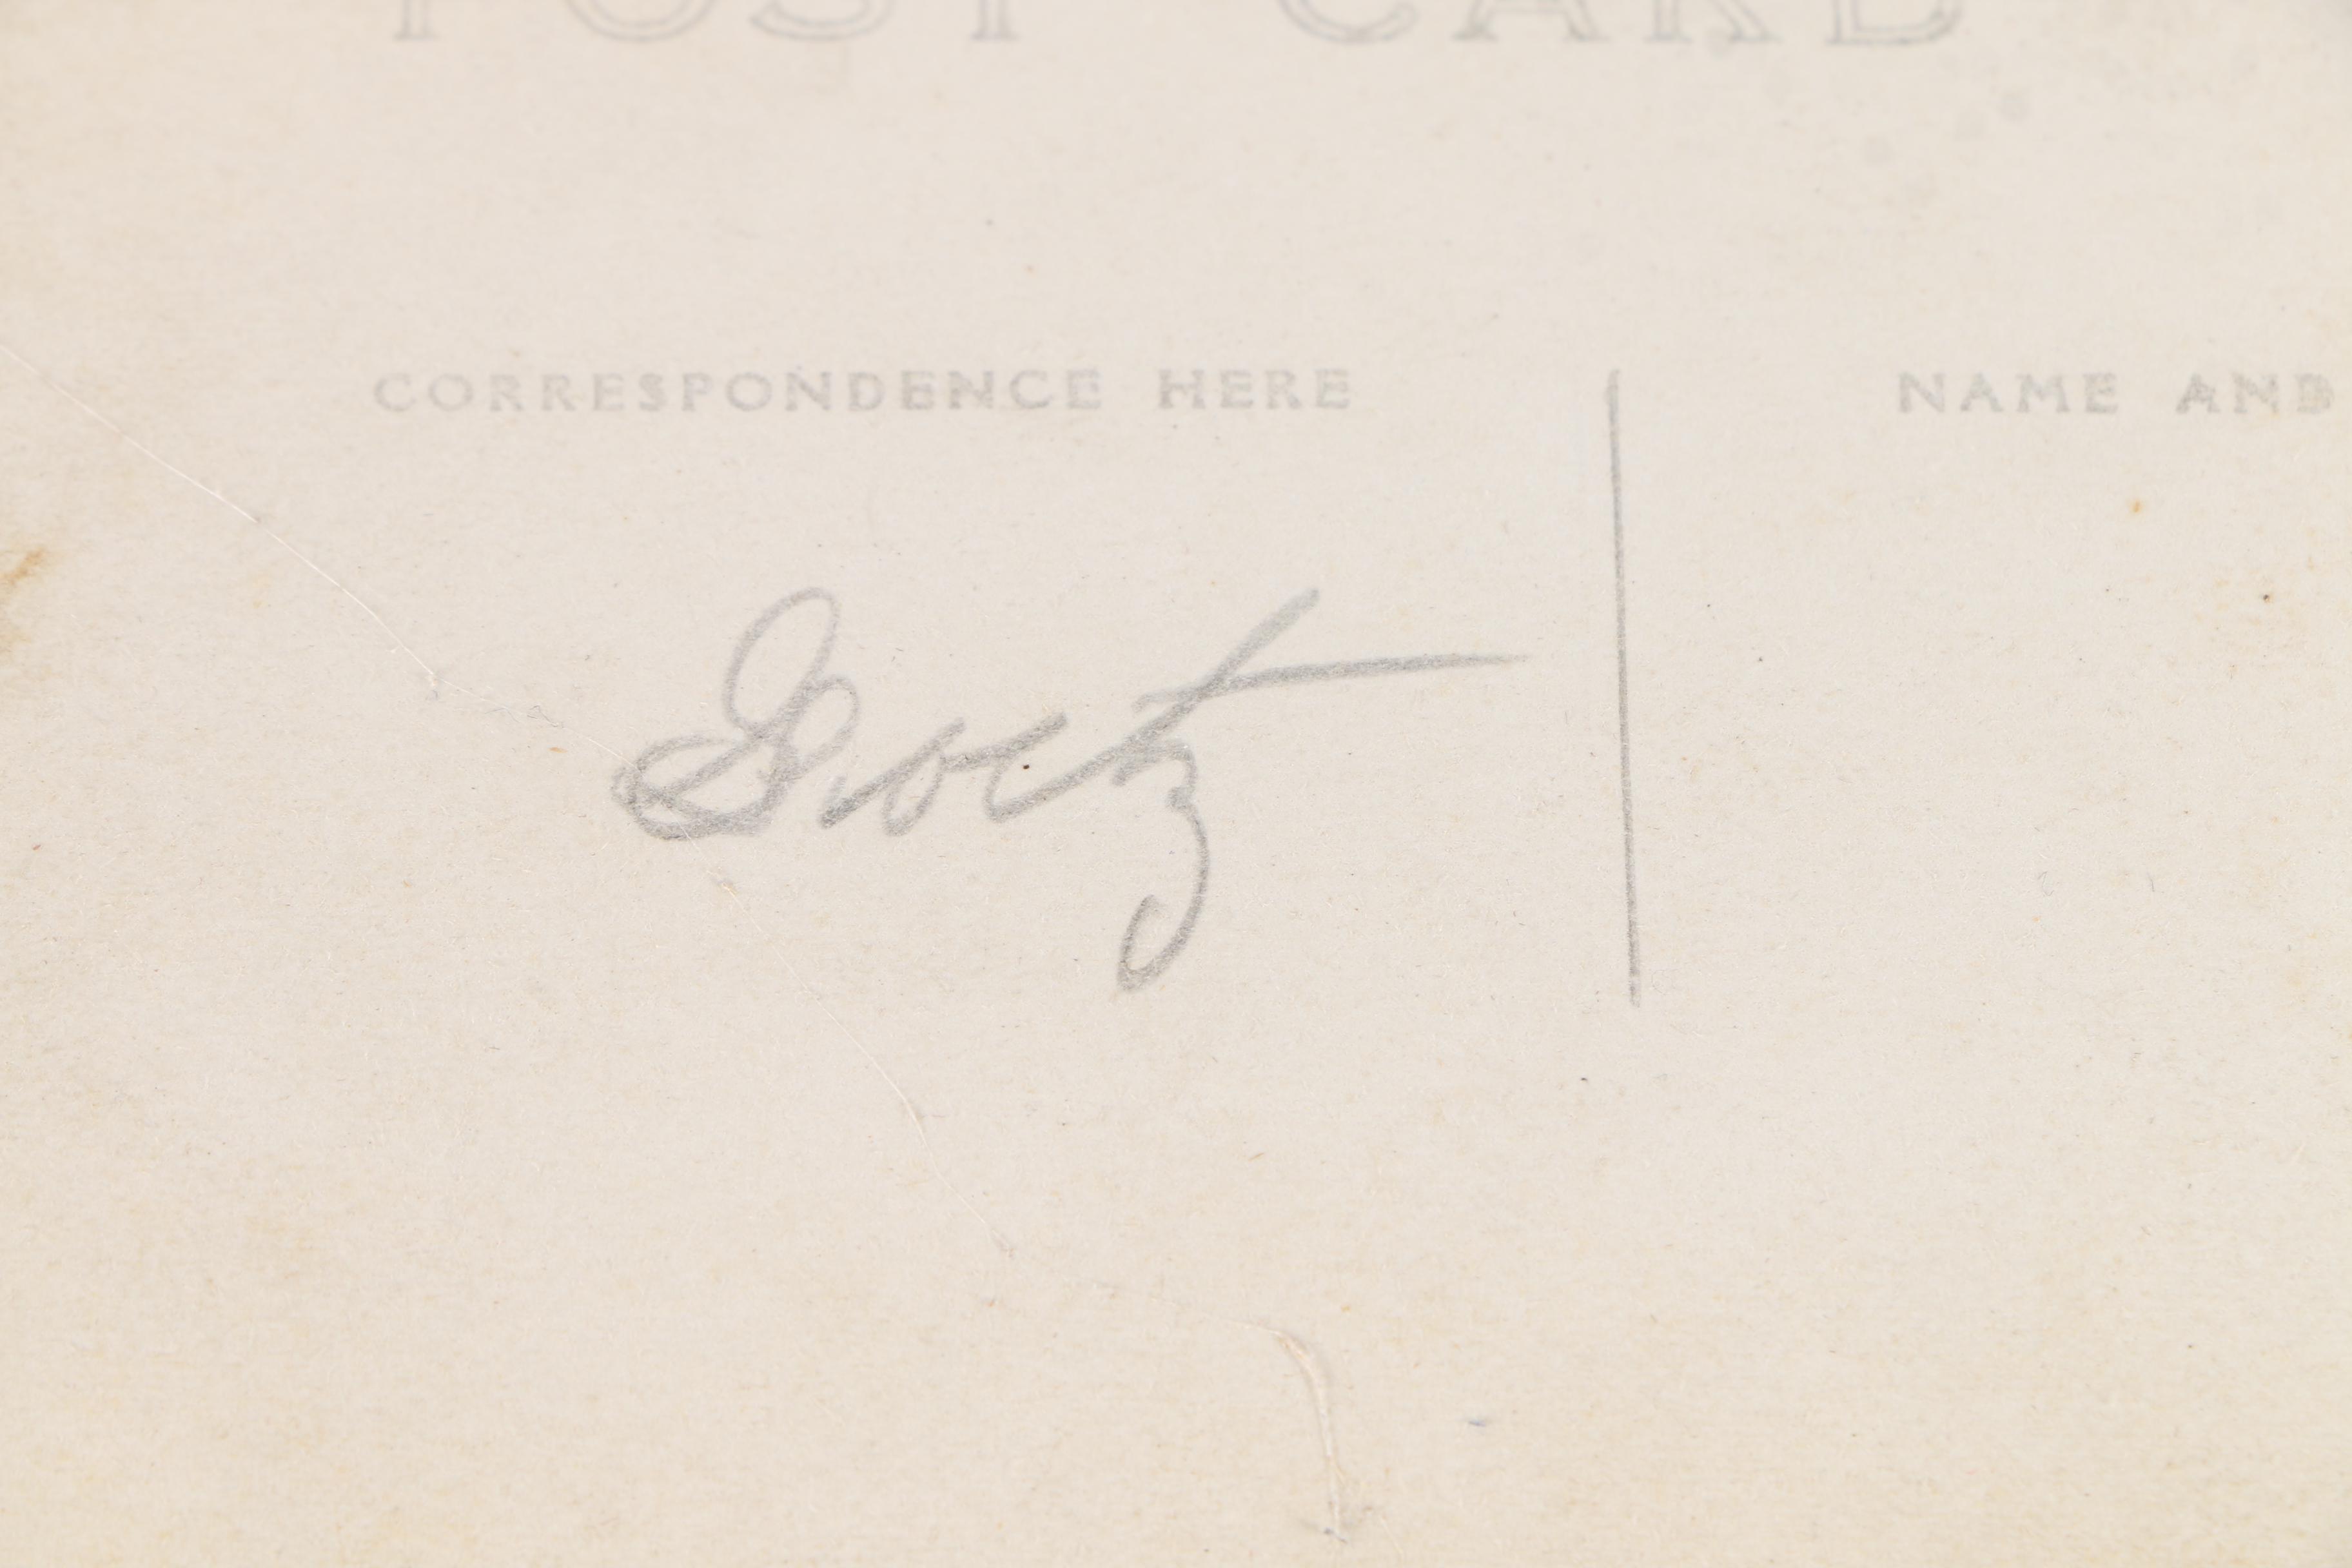 POST CARD
CORRESPONDENCE HERE
NAME AND
Goetz